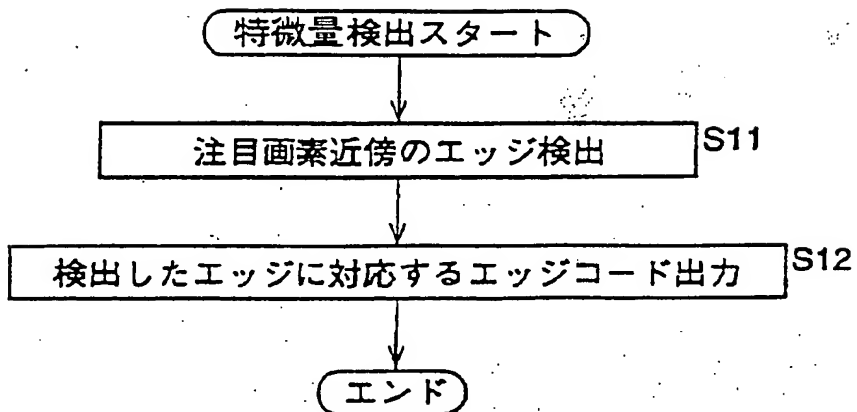 特微量検出スタート
注目画素近傍のエッジ検出
S11
検出したエッジに対応するエッジコード出力
S12
エンド